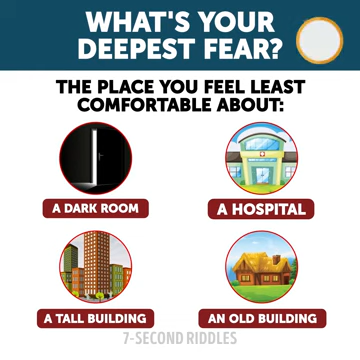 WHAT'S YOUR
DEEPEST FEAR?
THE PLACE YOU FEEL LEAST
COMFORTABLE ABOUT:
A DARK ROOM
A HOSPITAL
A TALL BUILDING
AN OLD BUILDING
7-SECOND RIDDLES